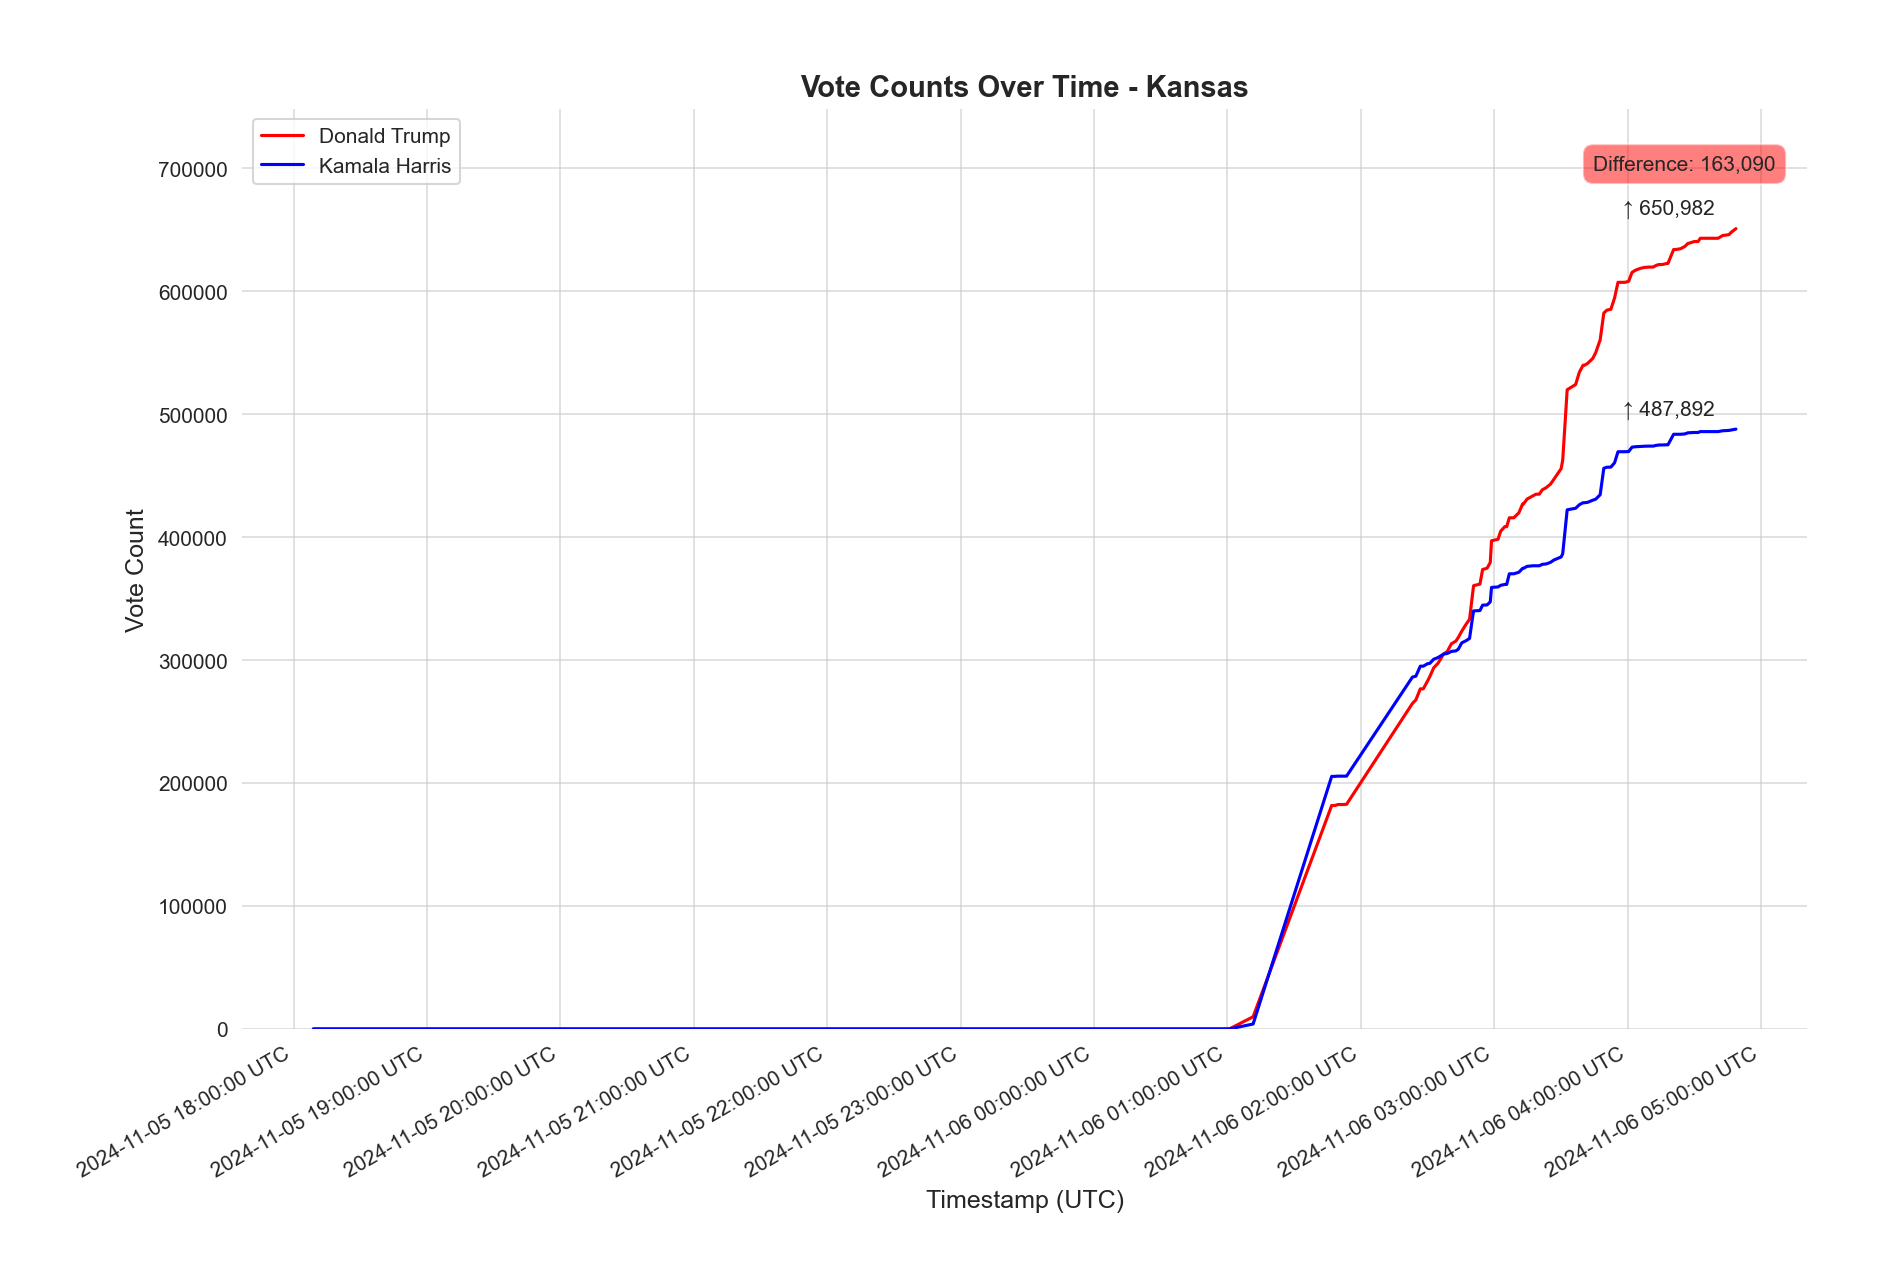 Vote Counts Over Time - Kansas
Donald Trump
Kamala Harris
Difference: 163,090
↑ 650,982
↑ 487,892
Vote Count
700000
600000
500000
400000
300000
200000
100000
0
2024-11-05 18:00:00 UTC
2024-11-05 19:00:00 UTC
2024-11-05 20:00:00 UTC
2024-11-05 21:00:00 UTC
2024-11-05 22:00:00 UTC
2024-11-05 23:00:00 UTC
2024-11-06 00:00:00 UTC
2024-11-06 01:00:00 UTC
2024-11-06 02:00:00 UTC
2024-11-06 03:00:00 UTC
2024-11-06 04:00:00 UTC
2024-11-06 05:00:00 UTC
Timestamp (UTC)